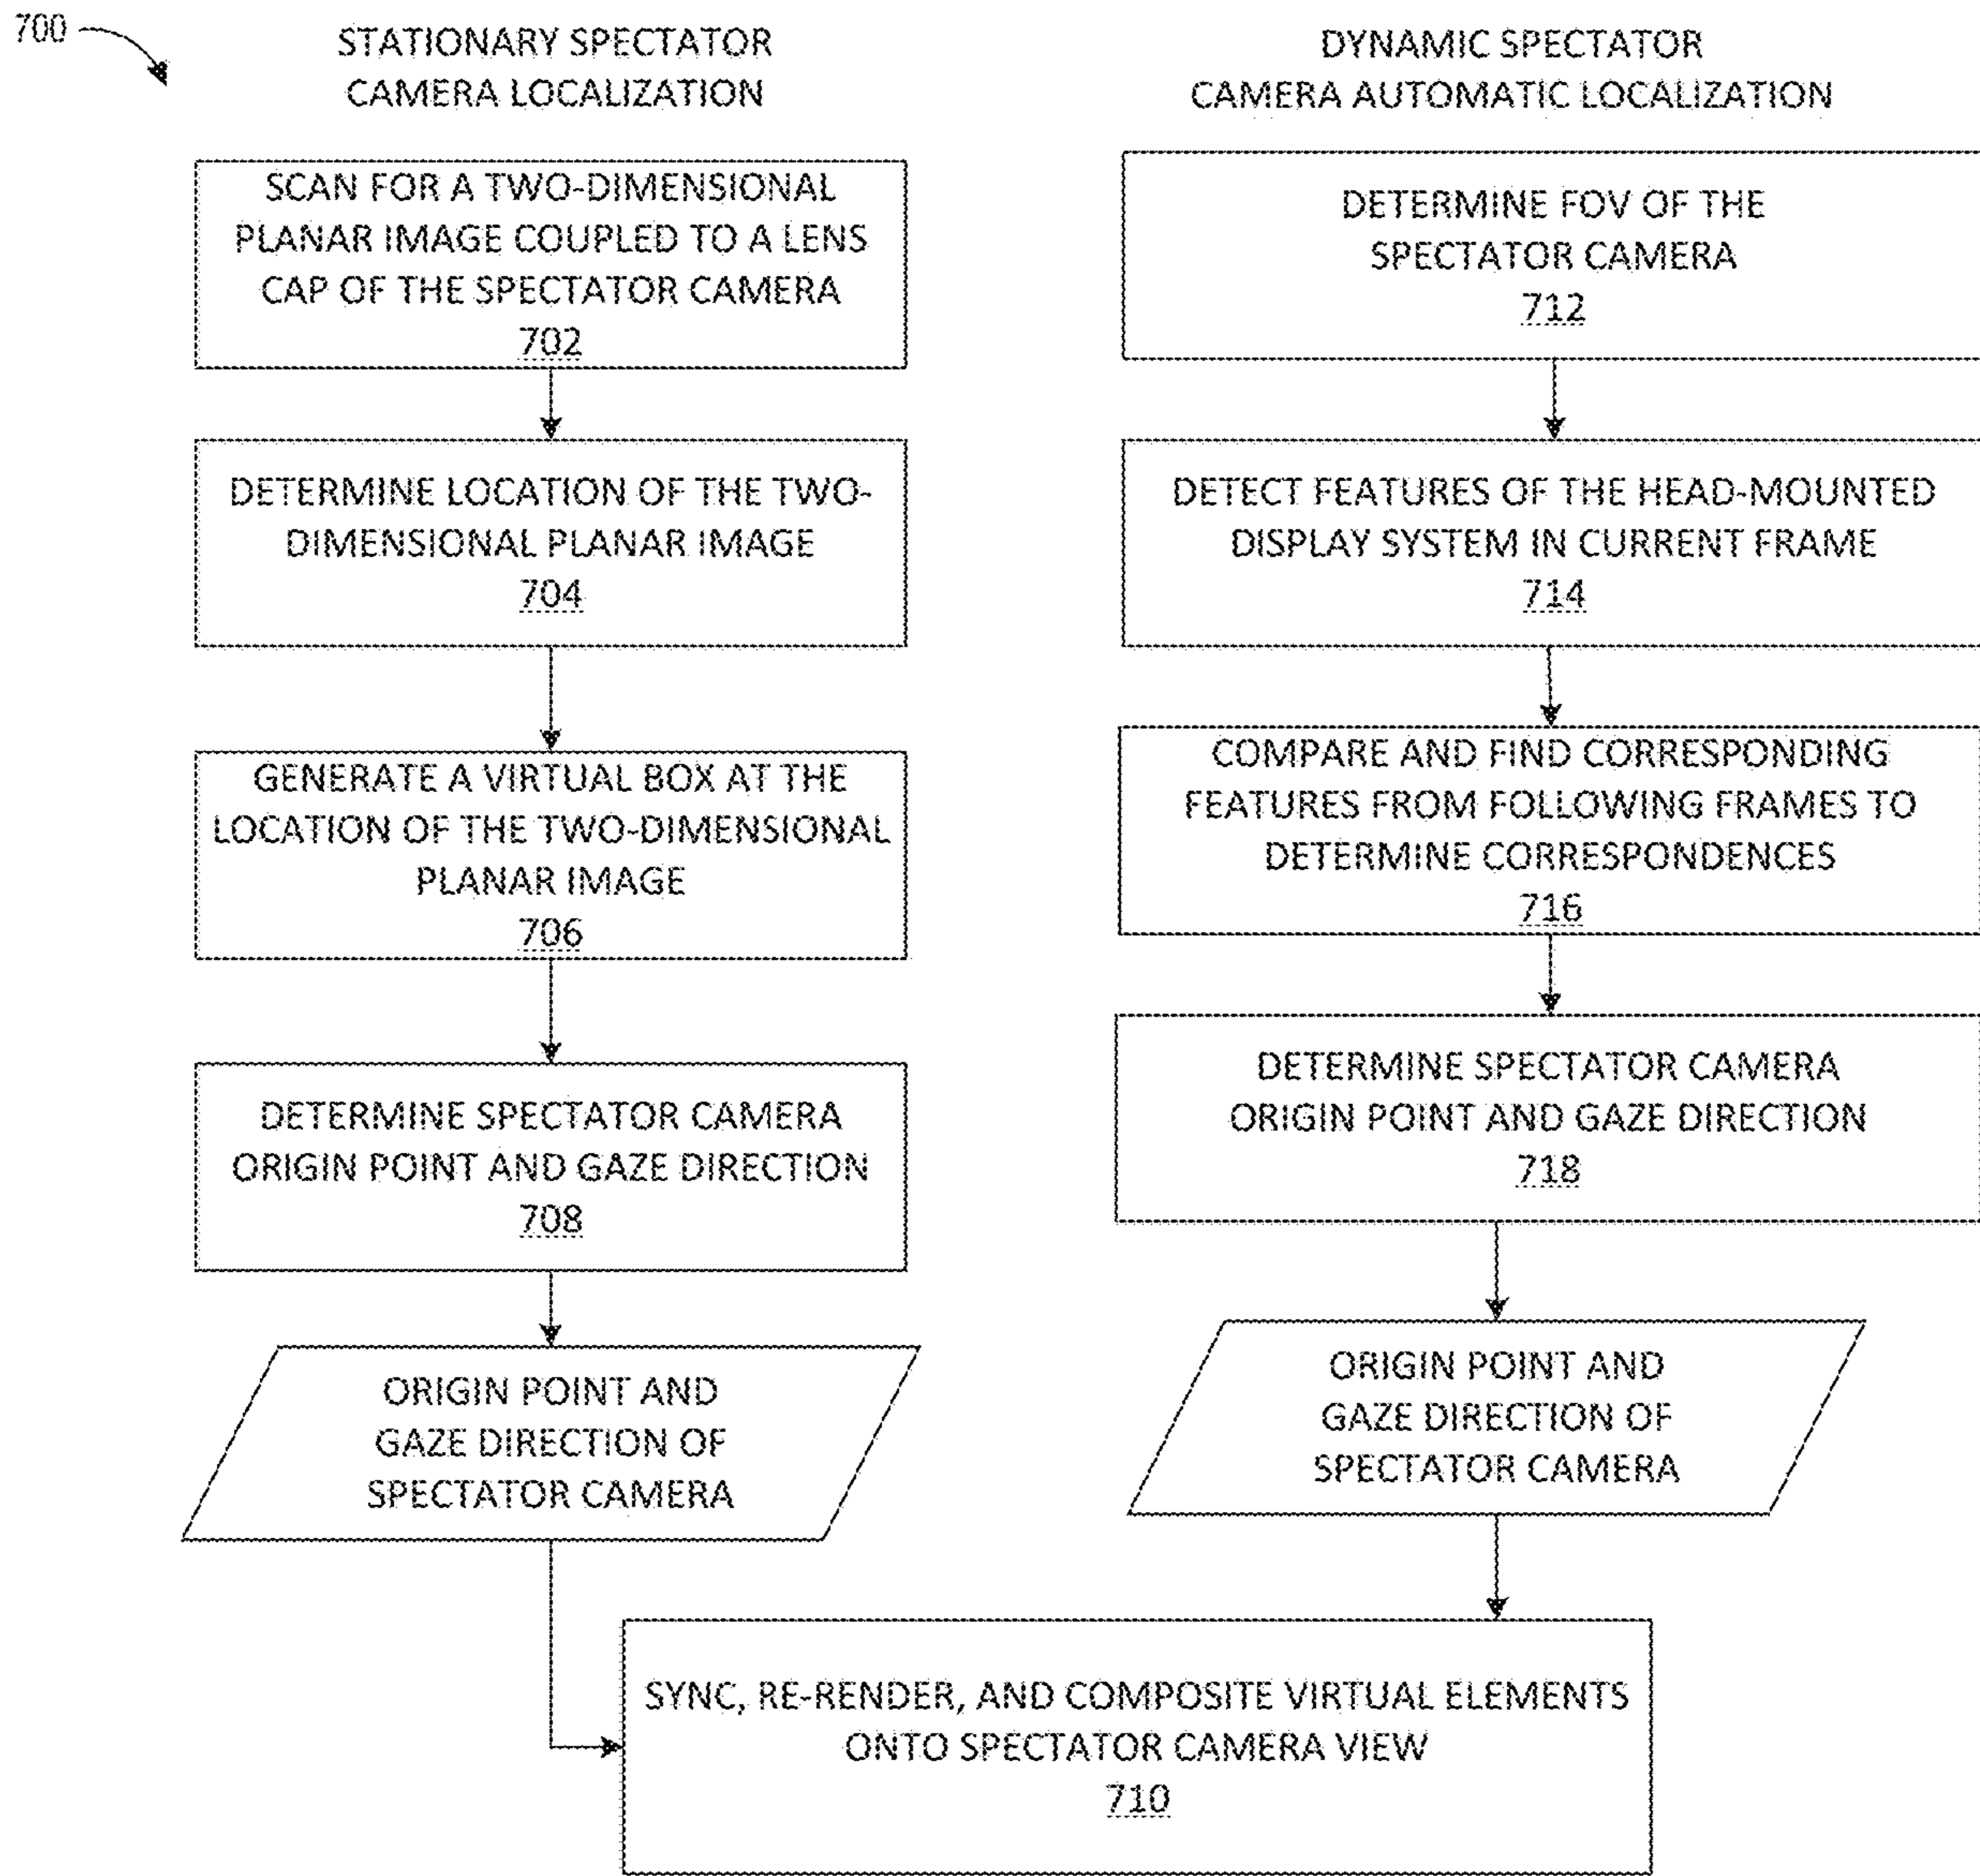 700
STATIONARY SPECTATOR
CAMERA LOCALIZATION
SCAN FOR A TWO-DIMENSIONAL
PLANAR IMAGE COUPLED TO A LENS
CAP OF THE SPECTATOR CAMERA
702
DETERMINE LOCATION OF THE TWO-
DIMENSIONAL PLANAR IMAGE
704
GENERATE A VIRTUAL BOX AT THE
LOCATION OF THE TWO-DIMENSIONAL
PLANAR IMAGE
706
DETERMINE SPECTATOR CAMERA
ORIGIN POINT AND GAZE DIRECTION
708
ORIGIN POINT AND
GAZE DIRECTION OF
SPECTATOR CAMERA
DYNAMIC SPECTATOR
CAMERA AUTOMATIC LOCALIZATION
DETERMINE FOV OF THE
SPECTATOR CAMERA
712
DETECT FEATURES OF THE HEAD-MOUNTED
DISPLAY SYSTEM IN CURRENT FRAME
714
COMPARE AND FIND CORRESPONDING
FEATURES FROM FOLLOWING FRAMES TO
DETERMINE CORRESPONDENCES
716
DETERMINE SPECTATOR CAMERA
ORIGIN POINT AND GAZE DIRECTION
718
ORIGIN POINT AND
GAZE DIRECTION OF
SPECTATOR CAMERA
SYNC, RE-RENDER, AND COMPOSITE VIRTUAL ELEMENTS
ONTO SPECTATOR CAMERA VIEW
710